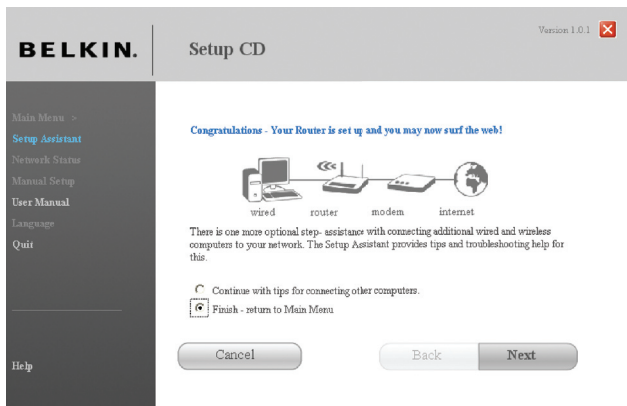 Version 1.0.1
BELKIN.
Setup CD
Main Menu >
Setup Assistant
Network Status
Manual Setup
User Manual
Language
Quit
Help
Congratulations - Your Router is set up and you may now surf the web!
wired router modem internet
There is one more optional step- assistance with connecting additional wired and wireless
computers to your network. The Setup Assistant provides tips and troubleshooting help for
this.
Continue with tips for connecting other computers.
Finish - return to Main Menu
Cancel
Back
Next